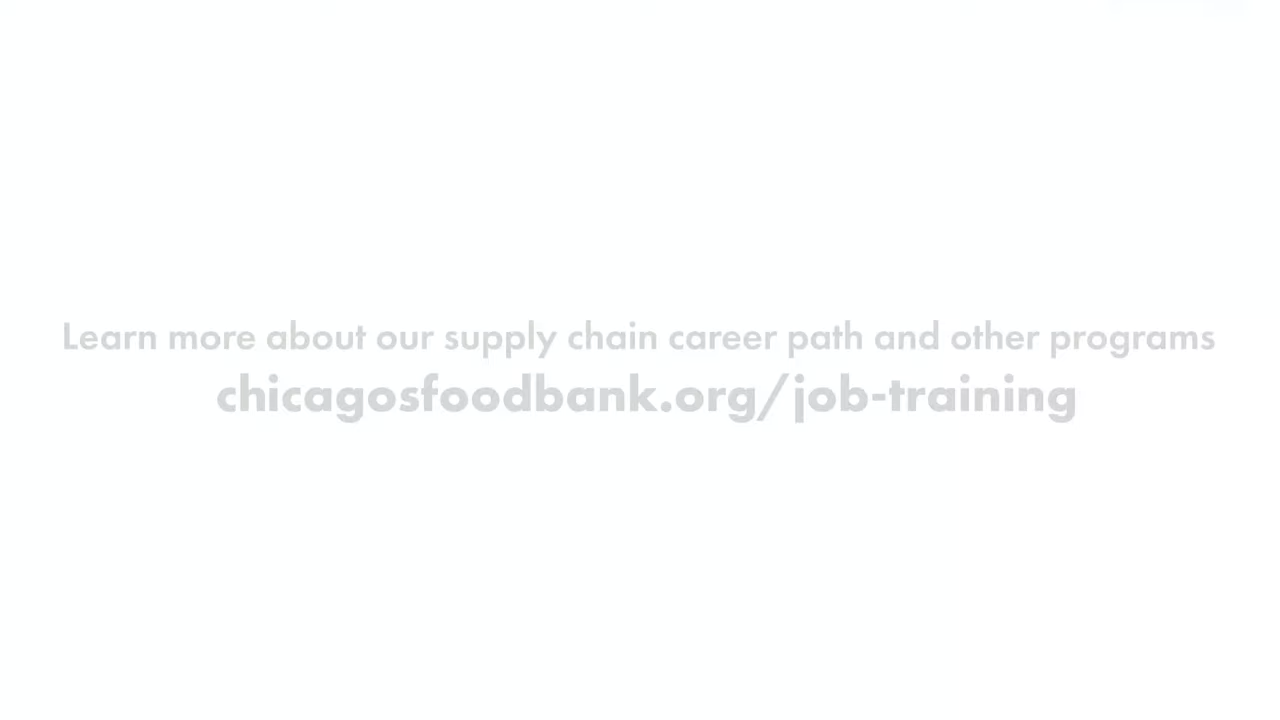 Learn more about our supply chain career path and other programs
chicagosfoodbank.org/job-training